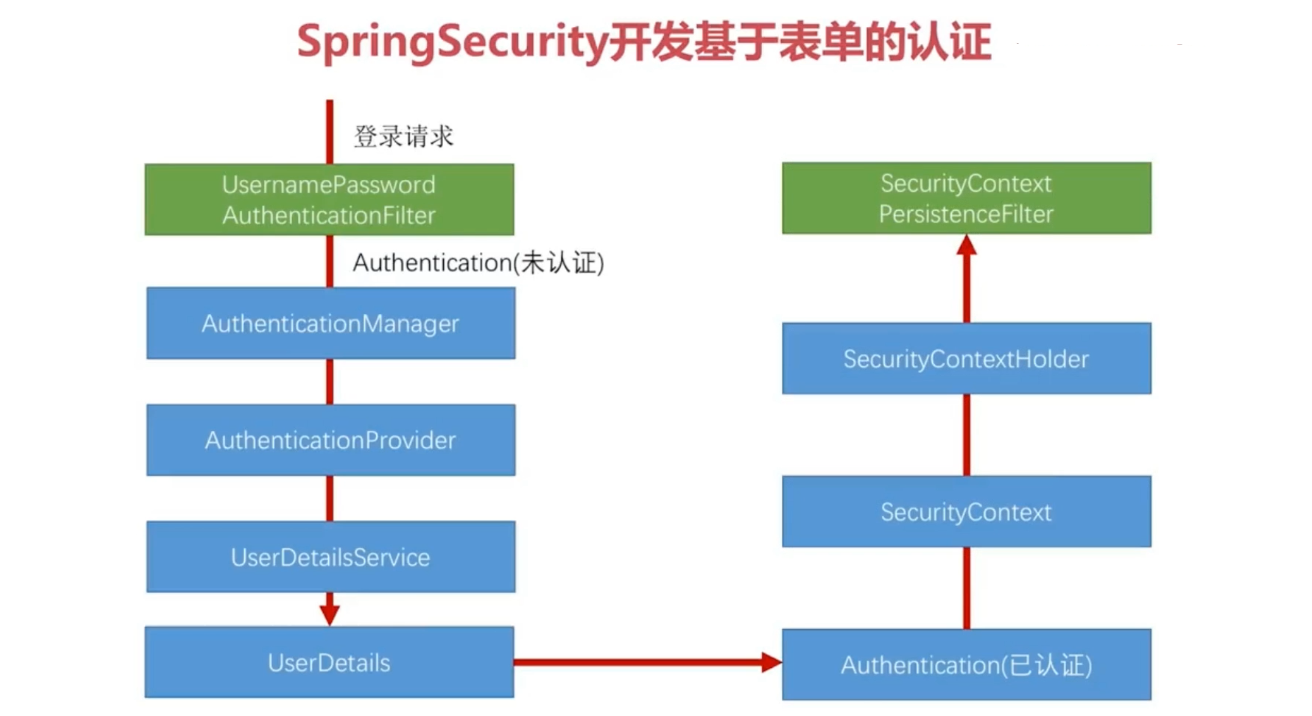 SpringSecurity开发基于表单的认证
登录请求
UsernamePassword
AuthenticationFilter
Authentication(未认证)
AuthenticationManager
AuthenticationProvider
UserDetailsService
UserDetails
SecurityContext
PersistenceFilter
SecurityContextHolder
SecurityContext
Authentication(已认证)